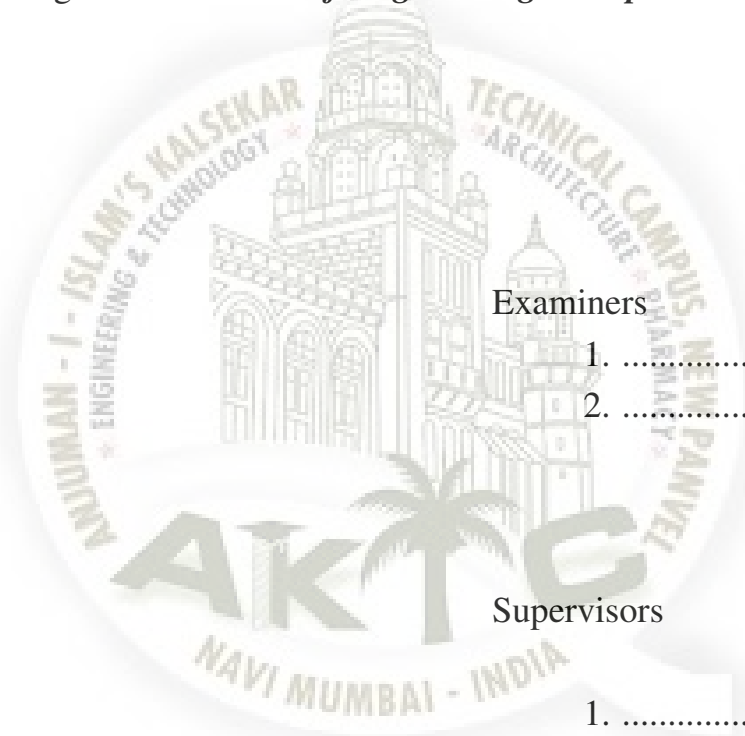 ANJUMAN - I - ISLAM'S KALSEKAR TECHNICAL CAMPUS, NEW PANVEL
ENGINEERING & TECHNOLOGY ARCHITECTURE PHARMACY
Examiners
1. ..............
2. ..............
AKTC
Supervisors
NAVI MUMBAI - INDIA
1. ..............